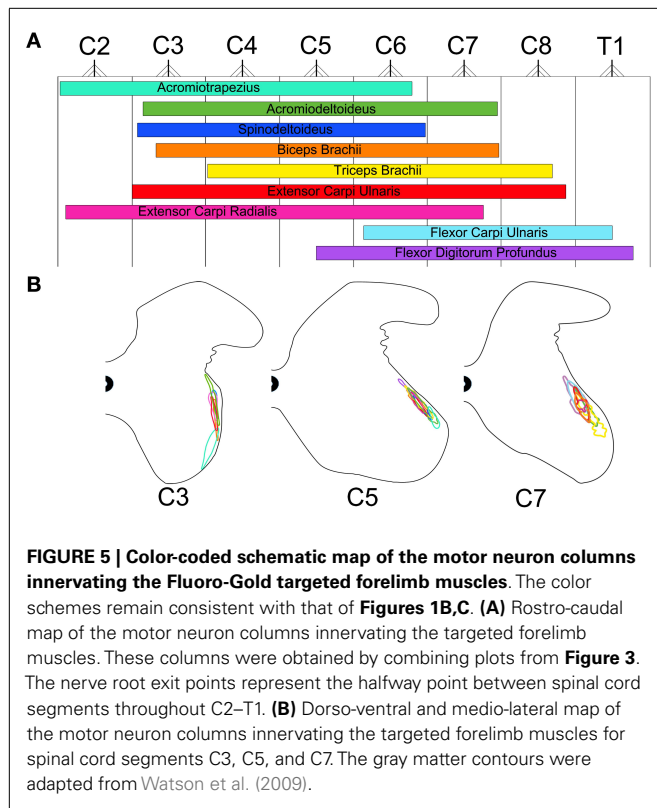 A
C2 C3 C4 C5 C6 C7 C8 T1
Acromiotrapezius
Acromiodeltoideus
Spinodeltoideus
Biceps Brachii
Triceps Brachii
Extensor Carpi Ulnaris
Extensor Carpi Radialis
Flexor Carpi Ulnaris
Flexor Digitorum Profundus
B
C3 C5 C7
FIGURE 5 | Color-coded schematic map of the motor neuron columns
innervating the Fluoro-Gold targeted forelimb muscles. The color
schemes remain consistent with that of Figures 1B,C. (A) Rostro-caudal
map of the motor neuron columns innervating the targeted forelimb
muscles. These columns were obtained by combining plots from Figure 3.
The nerve root exit points represent the halfway point between spinal cord
segments throughout C2–T1. (B) Dorso-ventral and medio-lateral map of
the motor neuron columns innervating the targeted forelimb muscles for
spinal cord segments C3, C5, and C7. The gray matter contours were
adapted from Watson et al. (2009).